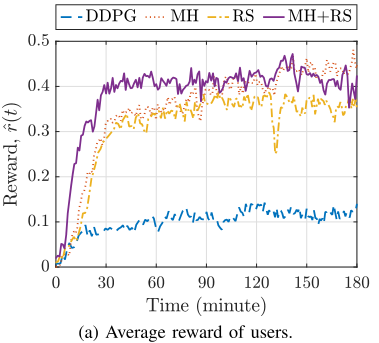 DDPG MH RS MH+RS
0.5
0.4
0.3
0.2
0.1
0
Reward, r̂(t)
0 30 60 90 120 150 180
Time (minute)
(a) Average reward of users.